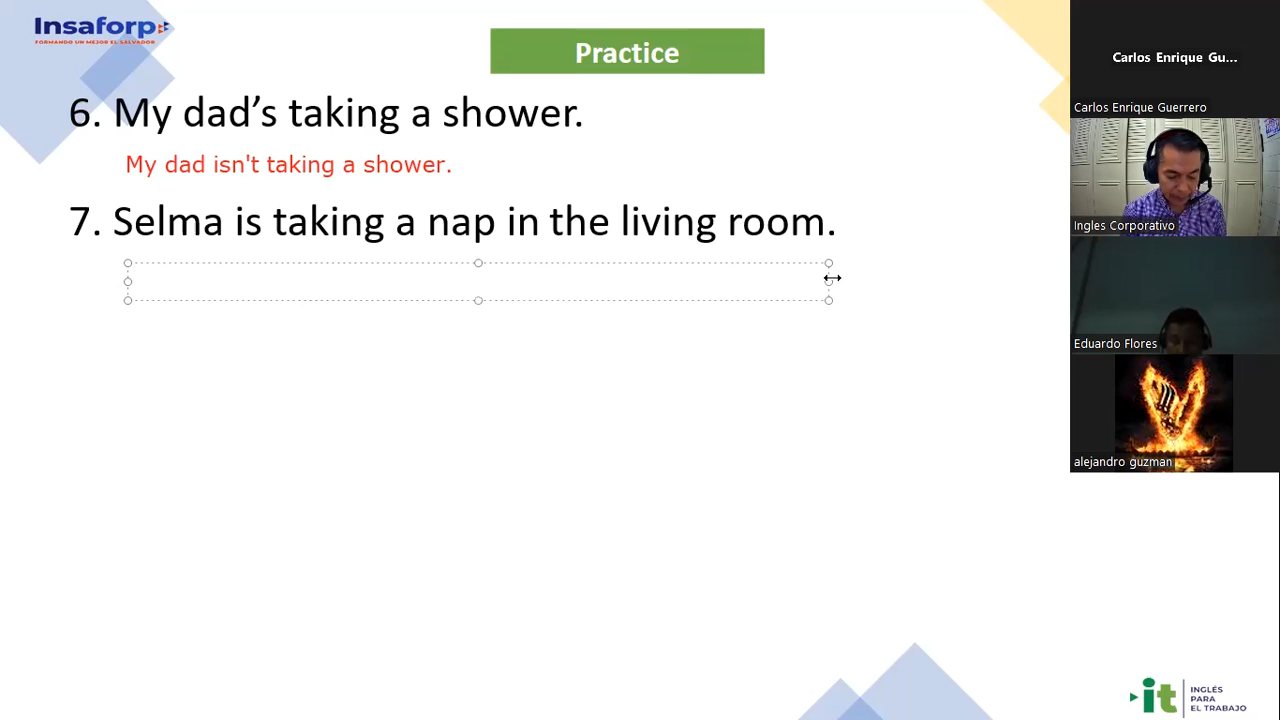 Insaforp
FORMANDO UN MEJOR EL SALVADOR
Practice
6. My dad’s taking a shower.
My dad isn't taking a shower.
7. Selma is taking a nap in the living room.
Carlos Enrique Gu...
Carlos Enrique Guerrero
Ingles Corporativo
Eduardo Flores
alejandro guzman
it
INGLÉS
PARA
EL TRABAJO